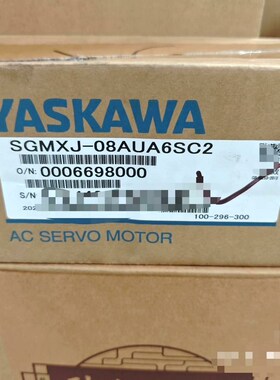 YASKAWA
SGMXJ-08AUA6SC2
O/N: 0006698000
S/N
100-296-300
AC SERVO MOTOR